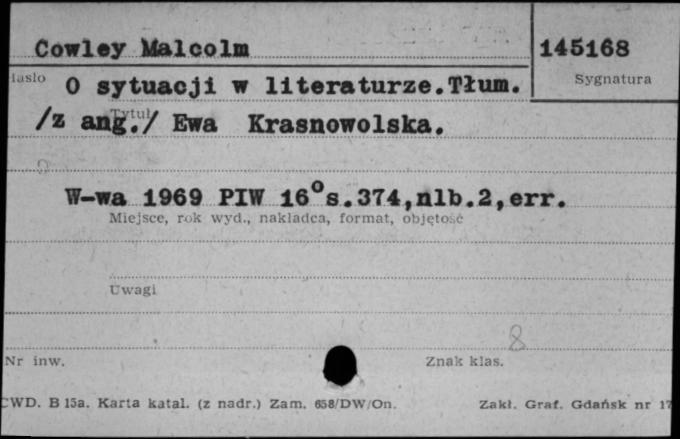 Cowley Malcolm
145168
Hasło
Sygnatura
O sytuacji w literaturze.Tłum.
Tytuł
/z ang./ Ewa Krasnowolska.
W-wa 1969 PIW 16°s.374,nlb.2,err.
Miejsce, rok wyd., nakładca, format, objętość
Uwagi
8
Nr inw.
Znak klas.
CWD. B 15a. Karta katal. (z nadr.) Zam. 658/DW/On.
Zakł. Graf. Gdańsk nr 17